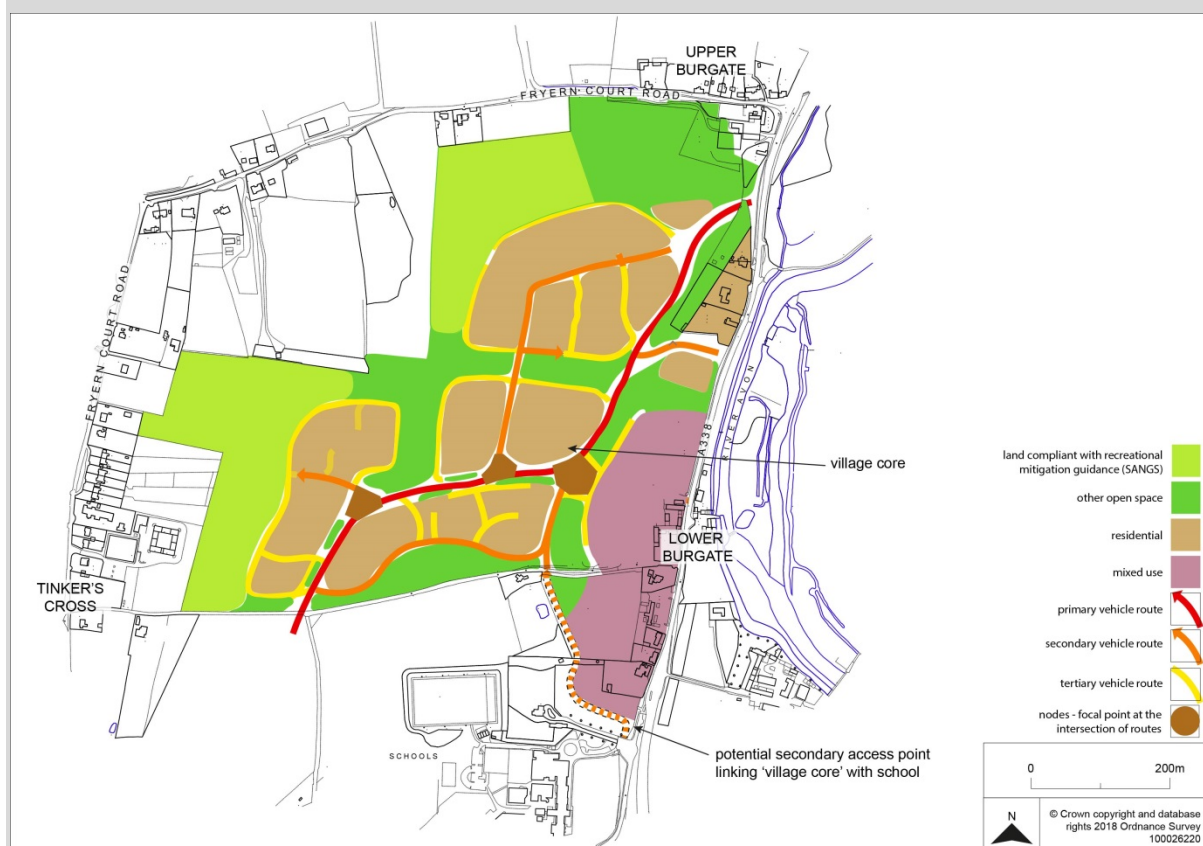 UPPER
BURGATE
FRYERN COURT ROAD
FRYERN COURT ROAD
A338
RIVER AVON
village core
LOWER
BURGATE
TINKER'S
CROSS
SCHOOLS
potential secondary access point
linking 'village core' with school
land compliant with recreational
mitigation guidance (SANGS)
other open space
residential
mixed use
primary vehicle route
secondary vehicle route
tertiary vehicle route
nodes - focal point at the
intersection of routes
0 200m
N
© Crown copyright and database
rights 2018 Ordnance Survey
100026220